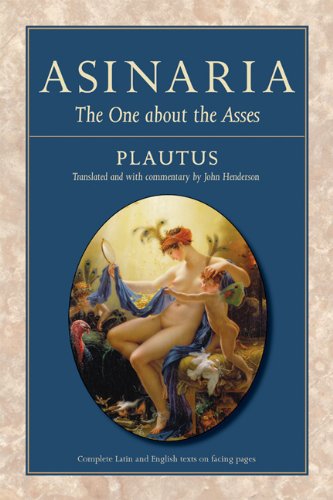 ASINARIA
The One about the Asses
PLAUTUS
Translated and with commentary by John Henderson
Complete Latin and English texts on facing pages